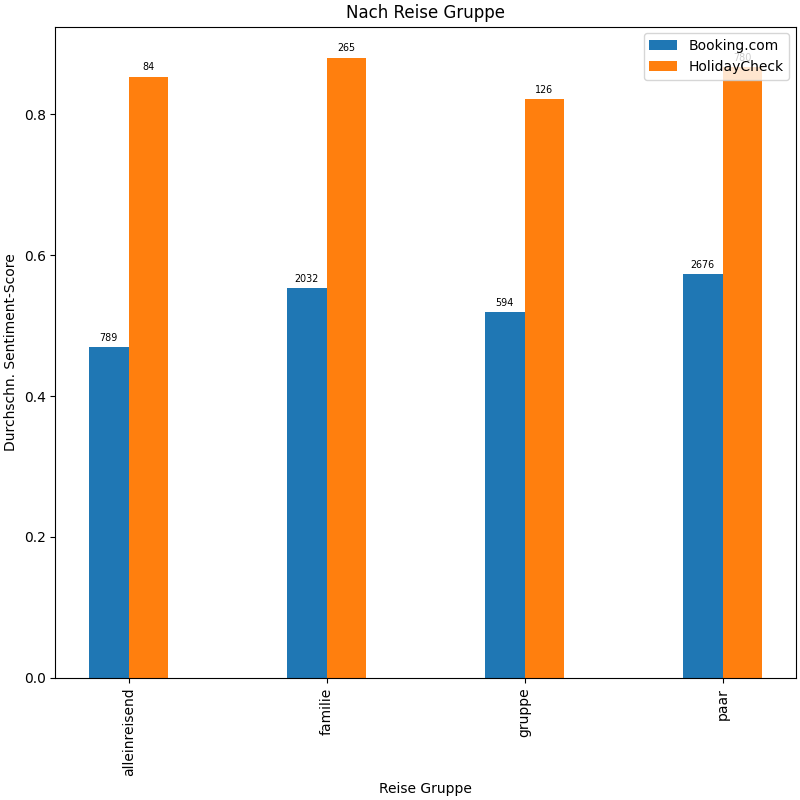 Nach Reise Gruppe
Booking.com
HolidayCheck
84
265
126
789
2032
594
2676
0.8
0.6
0.4
0.2
0.0
Durchschn. Sentiment-Score
alleinreisend
familie
gruppe
paar
Reise Gruppe